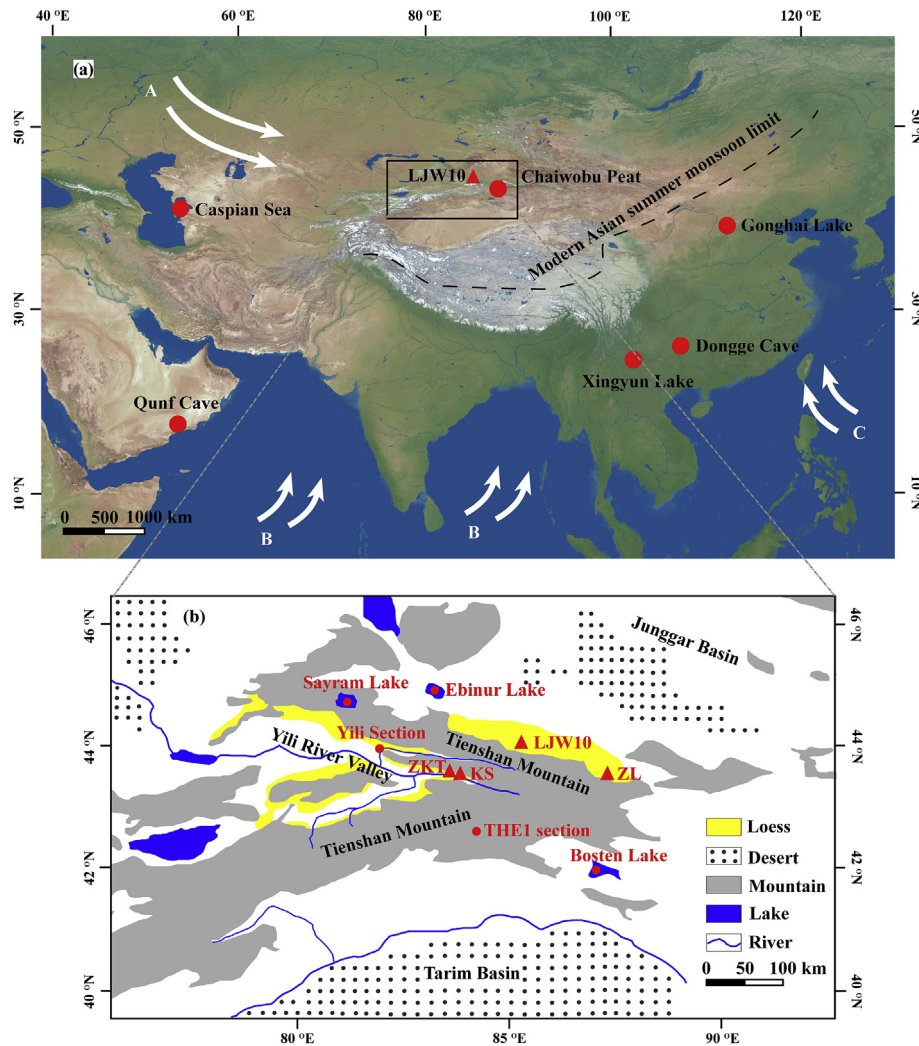 40 °E
60 °E
80 °E
100 °E
120 °E
(a)
A
50°N
LJW10
Chaiwobu Peat
Modern Asian summer monsoon limit
Caspian Sea
Gonghai Lake
30°N
30°N
Dongge Cave
Xingyun Lake
Qunf Cave
C
10°N
10°N
0 500 1000 km
B
B
46 °N
(b)
46 °N
Junggar Basin
Sayram Lake
Ebinur Lake
Yili Section
LJW10
44 °N
44 °N
Tienshan Mountain
Yili River Valley
ZKT
KS
ZL
THE1 section
Tienshan Mountain
Bosten Lake
42 °N
42 °N
Tarim Basin
40 °N
40 °N
Loess
Desert
Mountain
Lake
River
0 50 100 km
80 °E
85 °E
90 °E